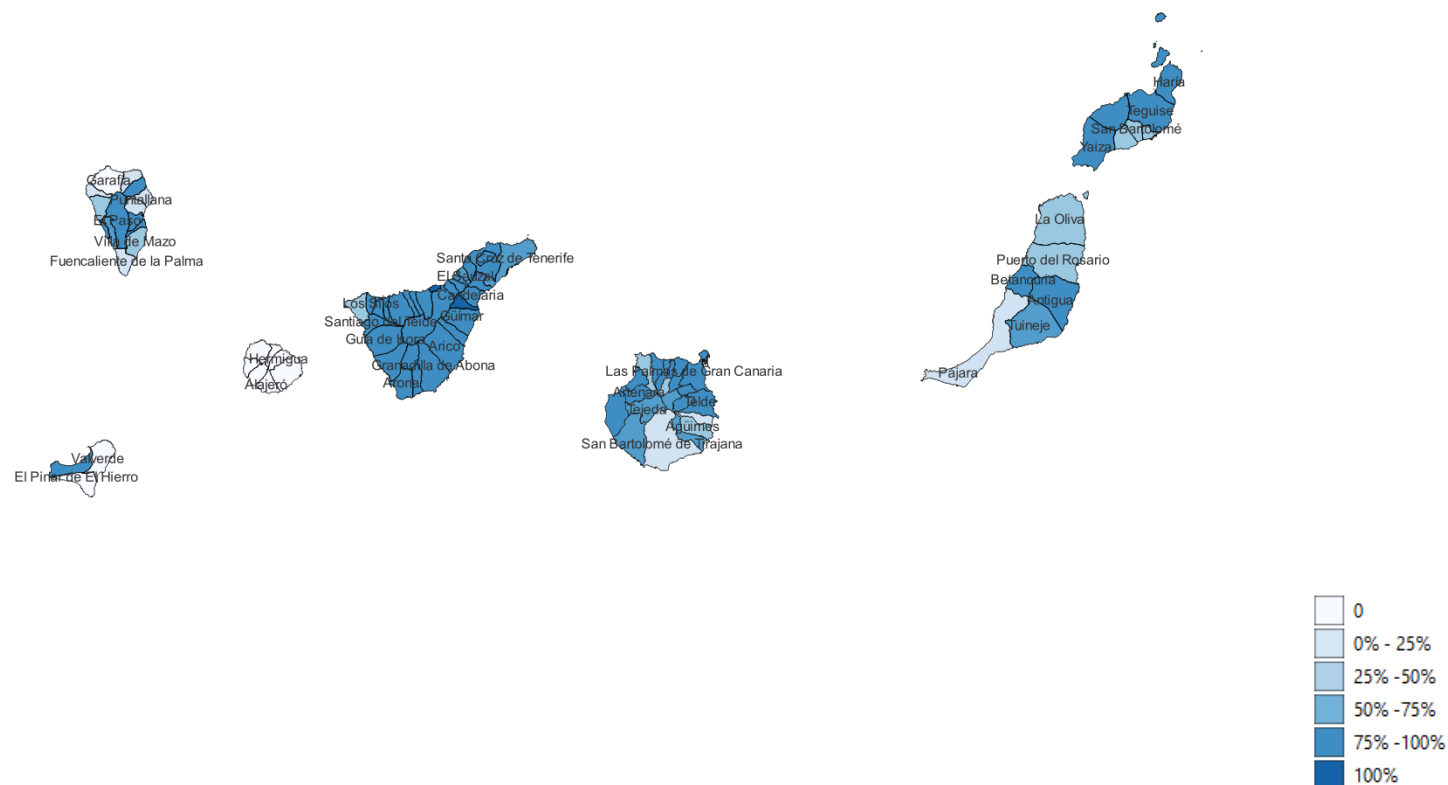 Haría
Teguise
San Bartolomé
Yaiza
Garafía
Puntallana
El Paso
Villa de Mazo
Fuencaliente de la Palma
La Oliva
Puerto del Rosario
Betancuria
Antigua
Tuineje
Pájara
Santa Cruz de Tenerife
El Sauzal
Candelaria
Los Silos
Güímar
Santiago del Teide
Guía de Isora
Arico
Granadilla de Abona
Arona
Hermigua
Alajeró
Las Palmas de Gran Canaria
Artenara
Telde
Tejeda
Agüimes
San Bartolomé de Tirajana
Valverde
El Pinar de El Hierro
0
0% - 25%
25% -50%
50% -75%
75% -100%
100%